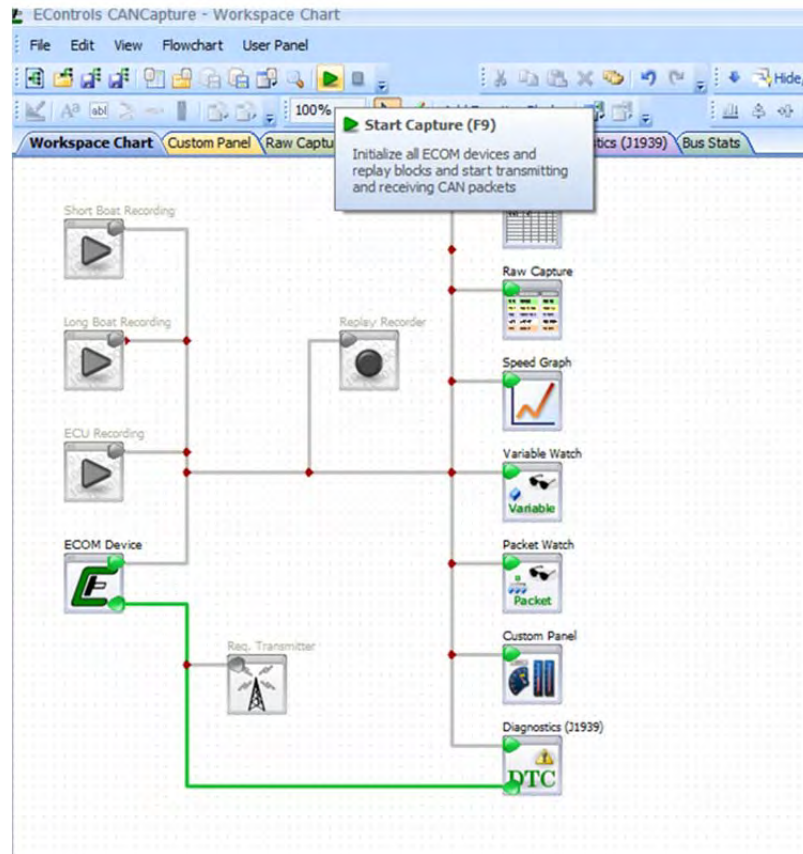 EControls CANCapture - Workspace Chart
File Edit View Flowchart User Panel
Hide
100%
Start Capture (F9)
Initialize all ECOM devices and
replay blocks and start transmitting
and receiving CAN packets
Workspace Chart Custom Panel Raw Captu tics (J1939) Bus Stats
Short Boat Recording
Raw Capture
Long Boat Recording
Replay Recorder
Speed Graph
ECU Recording
Variable Watch
Variable
ECOM Device
Packet Watch
Packet
Req. Transmitter
Custom Panel
Diagnostics (J1939)
DTC